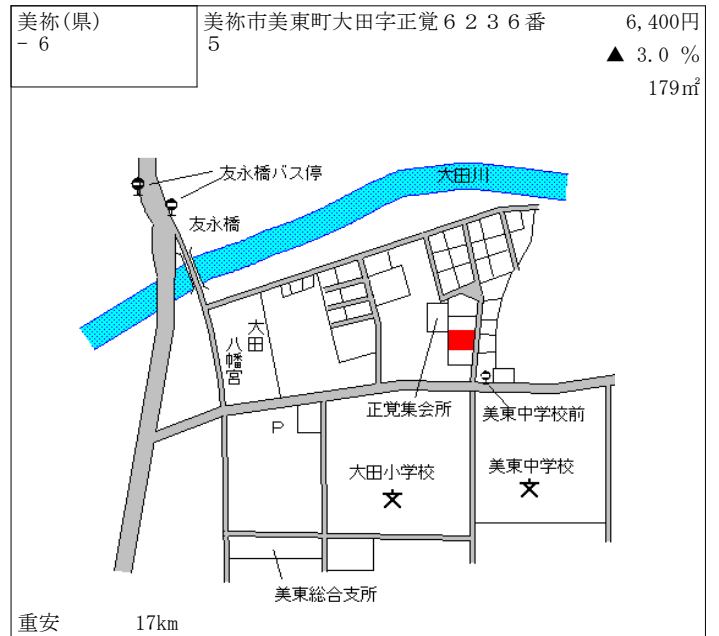 美祢(県)
- 6
美祢市美東町大田字正覚６２３６番
5
6,400円
▲ 3.0 %
179㎡
友永橋バス停
大田川
友永橋
大田
八幡宮
正覚集会所
美東中学校前
P
大田小学校
美東中学校
美東総合支所
重安 17km